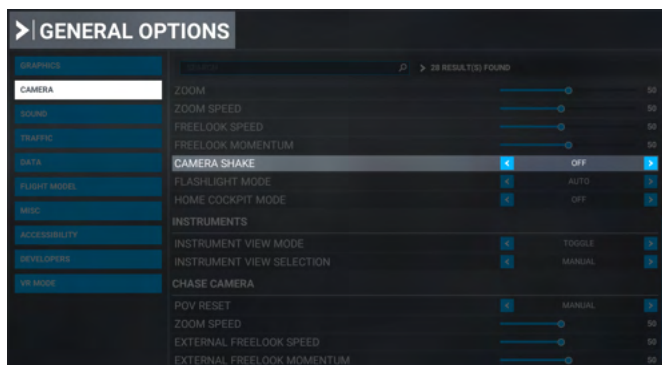 GENERAL OPTIONS
GRAPHICS
SEARCH
28 RESULT(S) FOUND
CAMERA
ZOOM 50
SOUND
ZOOM SPEED 50
FREELOOK SPEED 50
TRAFFIC
FREELOOK MOMENTUM 50
DATA
CAMERA SHAKE OFF
FLIGHT MODEL
FLASHLIGHT MODE AUTO
MISC
HOME COCKPIT MODE OFF
INSTRUMENTS
ACCESSIBILITY
INSTRUMENT VIEW MODE TOGGLE
DEVELOPERS
INSTRUMENT VIEW SELECTION MANUAL
VR MODE
CHASE CAMERA
POV RESET MANUAL
ZOOM SPEED 50
EXTERNAL FREELOOK SPEED 50
EXTERNAL FREELOOK MOMENTUM 50